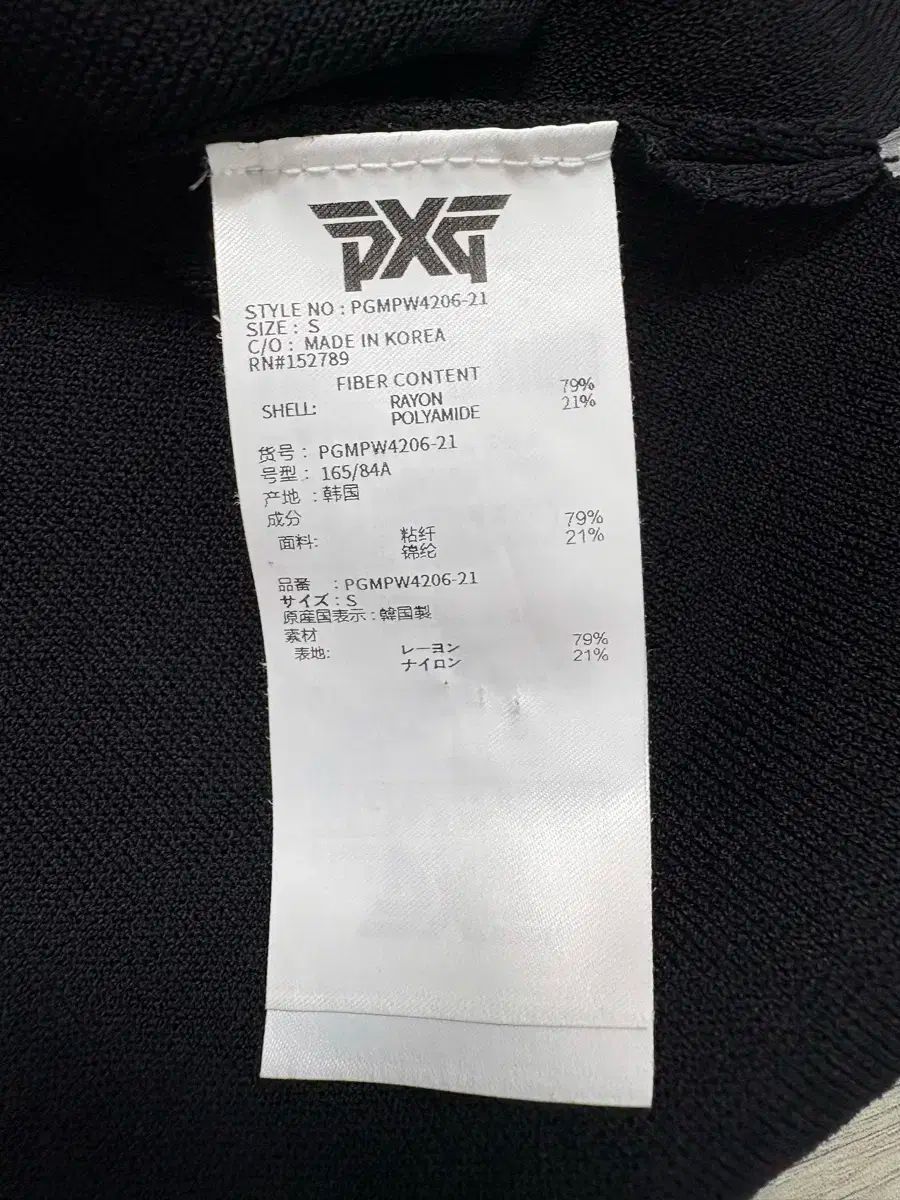 PXG
STYLE NO : PGMPW4206-21
SIZE : S
C/O : MADE IN KOREA
RN#152789
FIBER CONTENT
SHELL: RAYON 79%
POLYAMIDE 21%
货号 : PGMPW4206-21
号型 : 165/84A
产地 : 韩国
成分
面料: 粘纤 79%
锦纶 21%
品番 : PGMPW4206-21
サイズ : S
原産国表示 : 韓国製
素材
表地: レーヨン 79%
ナイロン 21%